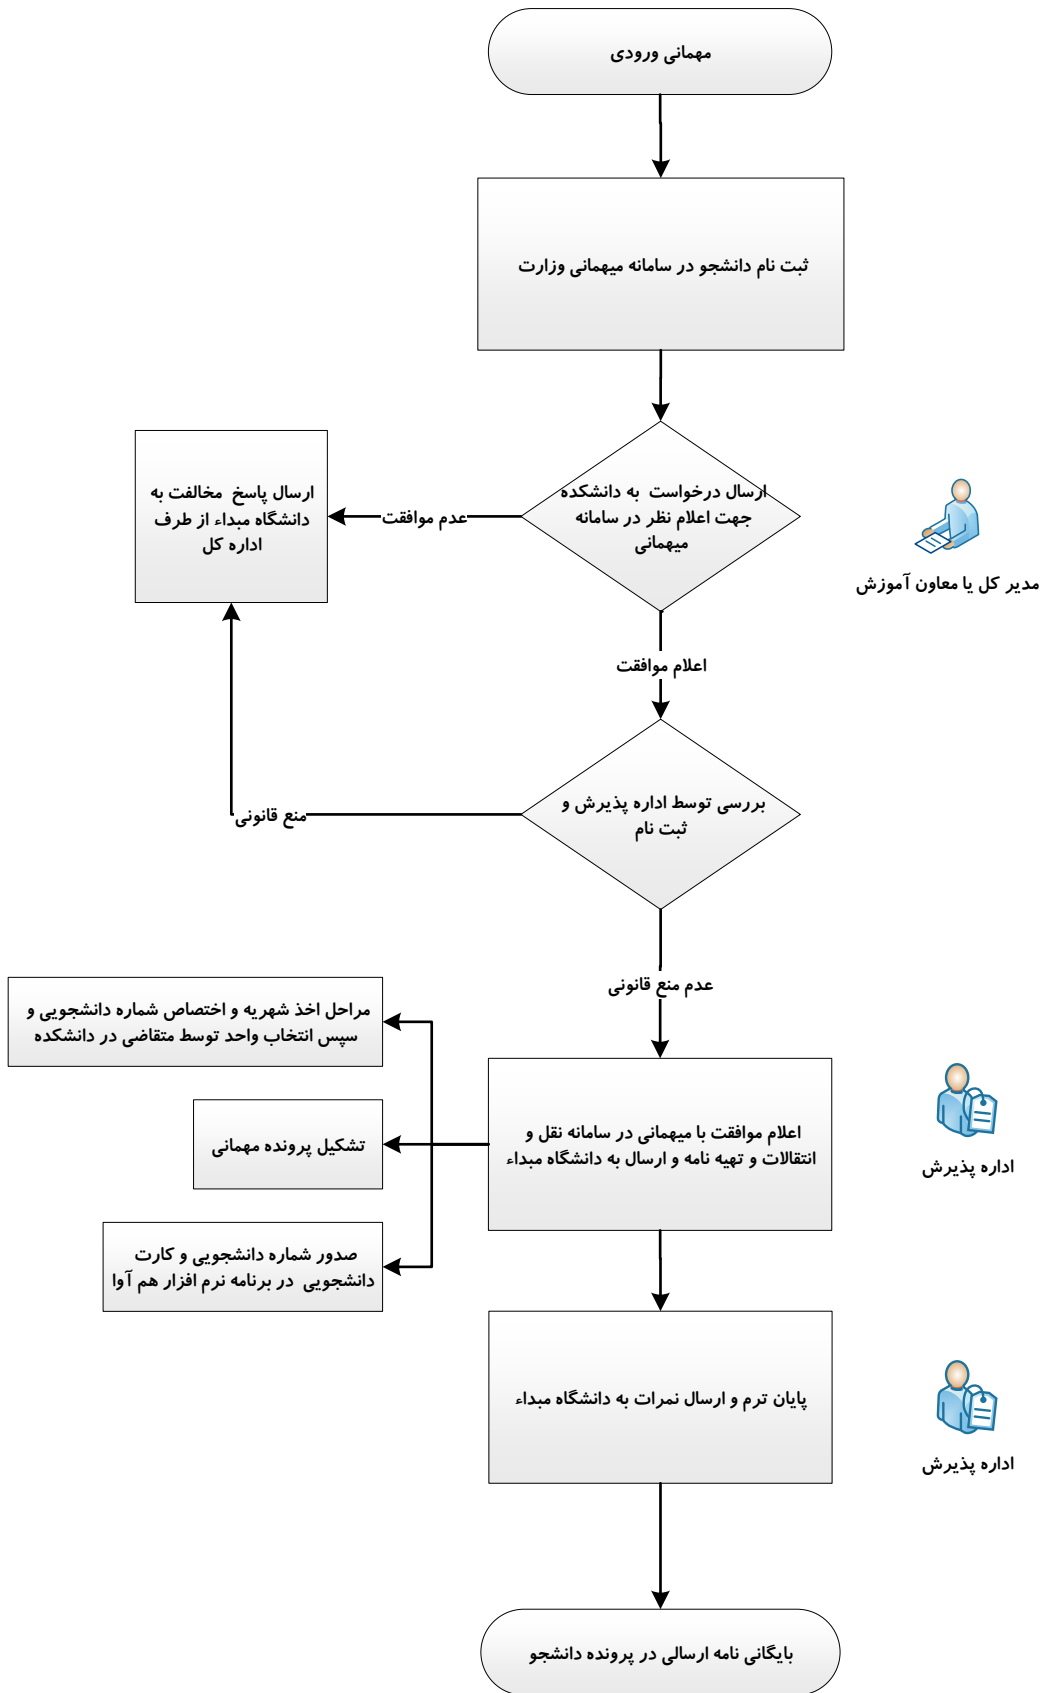 مهمانی ورودی
ثبت نام دانشجو در سامانه میهمانی وزارت
ارسال درخواست به دانشکده
جهت اعلام نظر در سامانه
میهمانی
عدم موافقت
ارسال پاسخ مخالفت به
دانشگاه مبداء از طرف
اداره کل
مدیر کل یا معاون آموزش
اعلام موافقت
بررسی توسط اداره پذیرش و
ثبت نام
منع قانونی
عدم منع قانونی
مراحل اخذ شهریه و اختصاص شماره دانشجویی و
سپس انتخاب واحد توسط متقاضی در دانشکده
اعلام موافقت با میهمانی در سامانه نقل و
انتقالات و تهیه نامه و ارسال به دانشگاه مبداء
تشکیل پرونده مهمانی
اداره پذیرش
صدور شماره دانشجویی و کارت
دانشجویی در برنامه نرم افزار هم آوا
پایان ترم و ارسال نمرات به دانشگاه مبداء
اداره پذیرش
بایگانی نامه ارسالی در پرونده دانشجو